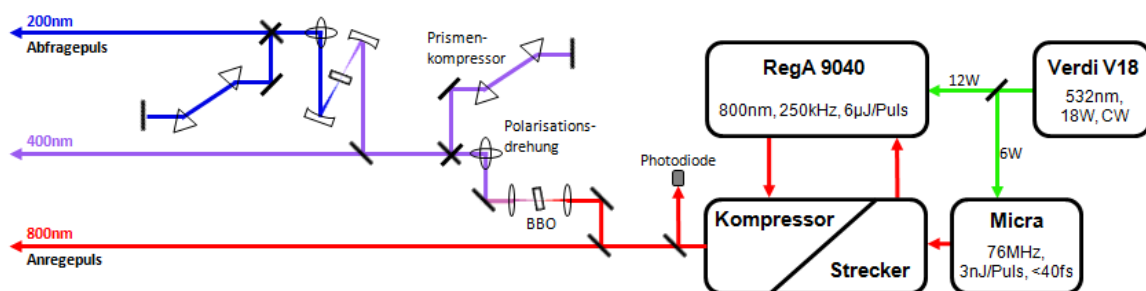 200nm
Abfragepuls
Prismen-
kompressor
RegA 9040
800nm, 250kHz, 6µJ/Puls
12W
Verdi V18
532nm,
18W, CW
400nm
Polarisations-
drehung
Photodiode
6W
BBO
800nm
Anregepuls
Kompressor
Strecker
Micra
76MHz,
3nJ/Puls, <40fs